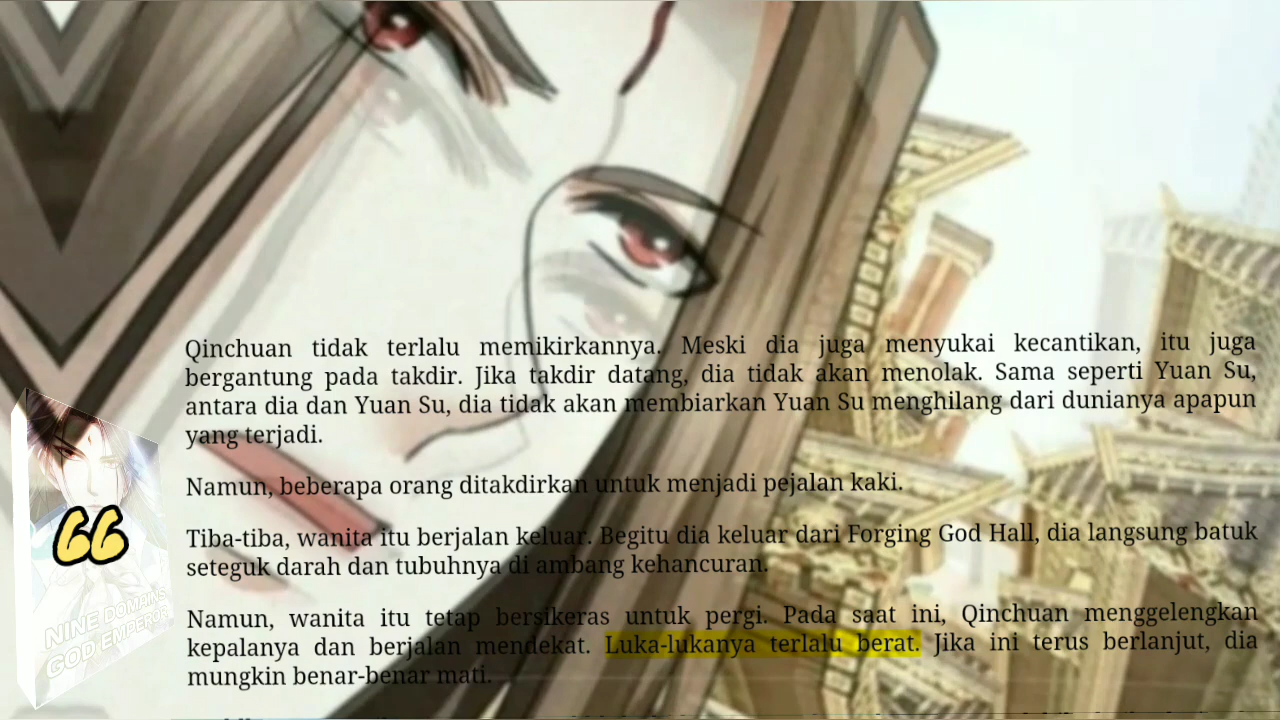 Qinchuan tidak terlalu memikirkannya. Meski dia juga menyukai kecantikan, itu juga
bergantung pada takdir. Jika takdir datang, dia tidak akan menolak. Sama seperti Yuan Su,
antara dia dan Yuan Su, dia tidak akan membiarkan Yuan Su menghilang dari dunianya apapun
yang terjadi.
Namun, beberapa orang ditakdirkan untuk menjadi pejalan kaki.
Tiba-tiba, wanita itu berjalan keluar. Begitu dia keluar dari Forging God Hall, dia langsung batuk
seteguk darah dan tubuhnya di ambang kehancuran.
Namun, wanita itu tetap bersikeras untuk pergi. Pada saat ini, Qinchuan menggelengkan
kepalanya dan berjalan mendekat. Luka-lukanya terlalu berat. Jika ini terus berlanjut, dia
mungkin benar-benar mati.
66
NINE DOMAINS
GOD EMPEROR